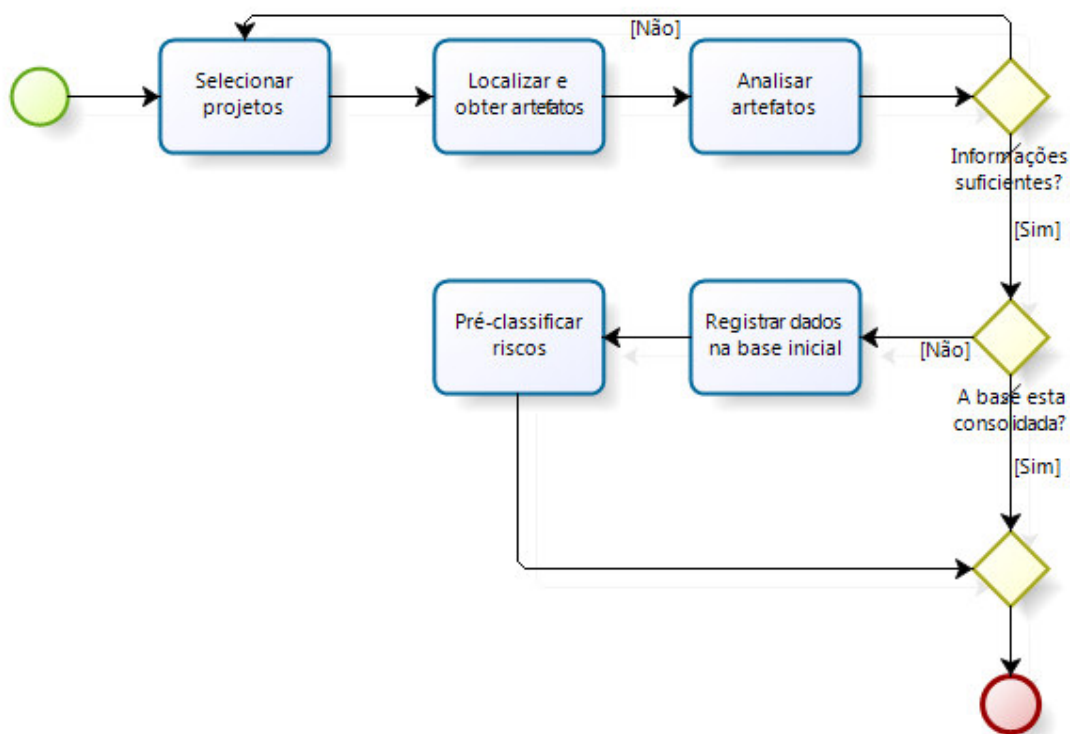 [Não]
Selecionar
projetos
Localizar e
obter artefatos
Analisar
artefatos
Informações
suficientes?
[Sim]
Pré-classificar
riscos
Registrar dados
na base inicial
[Não]
A base esta
consoidada?
[Sim]